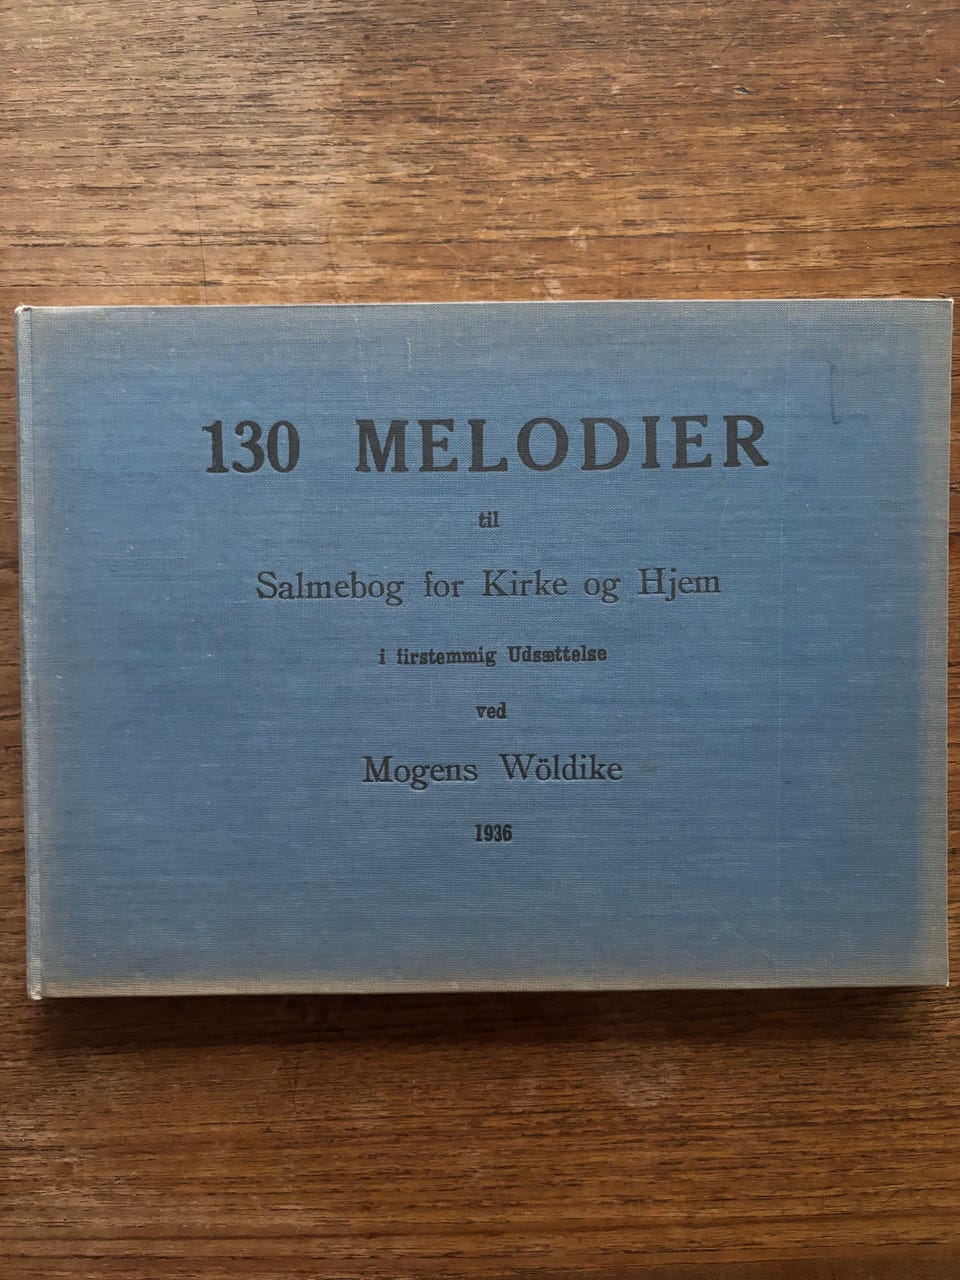 130 MELODIER
til
Salmebog for Kirke og Hjem
i firstemmig Udsættelse
ved
Mogens Wöldike
1936